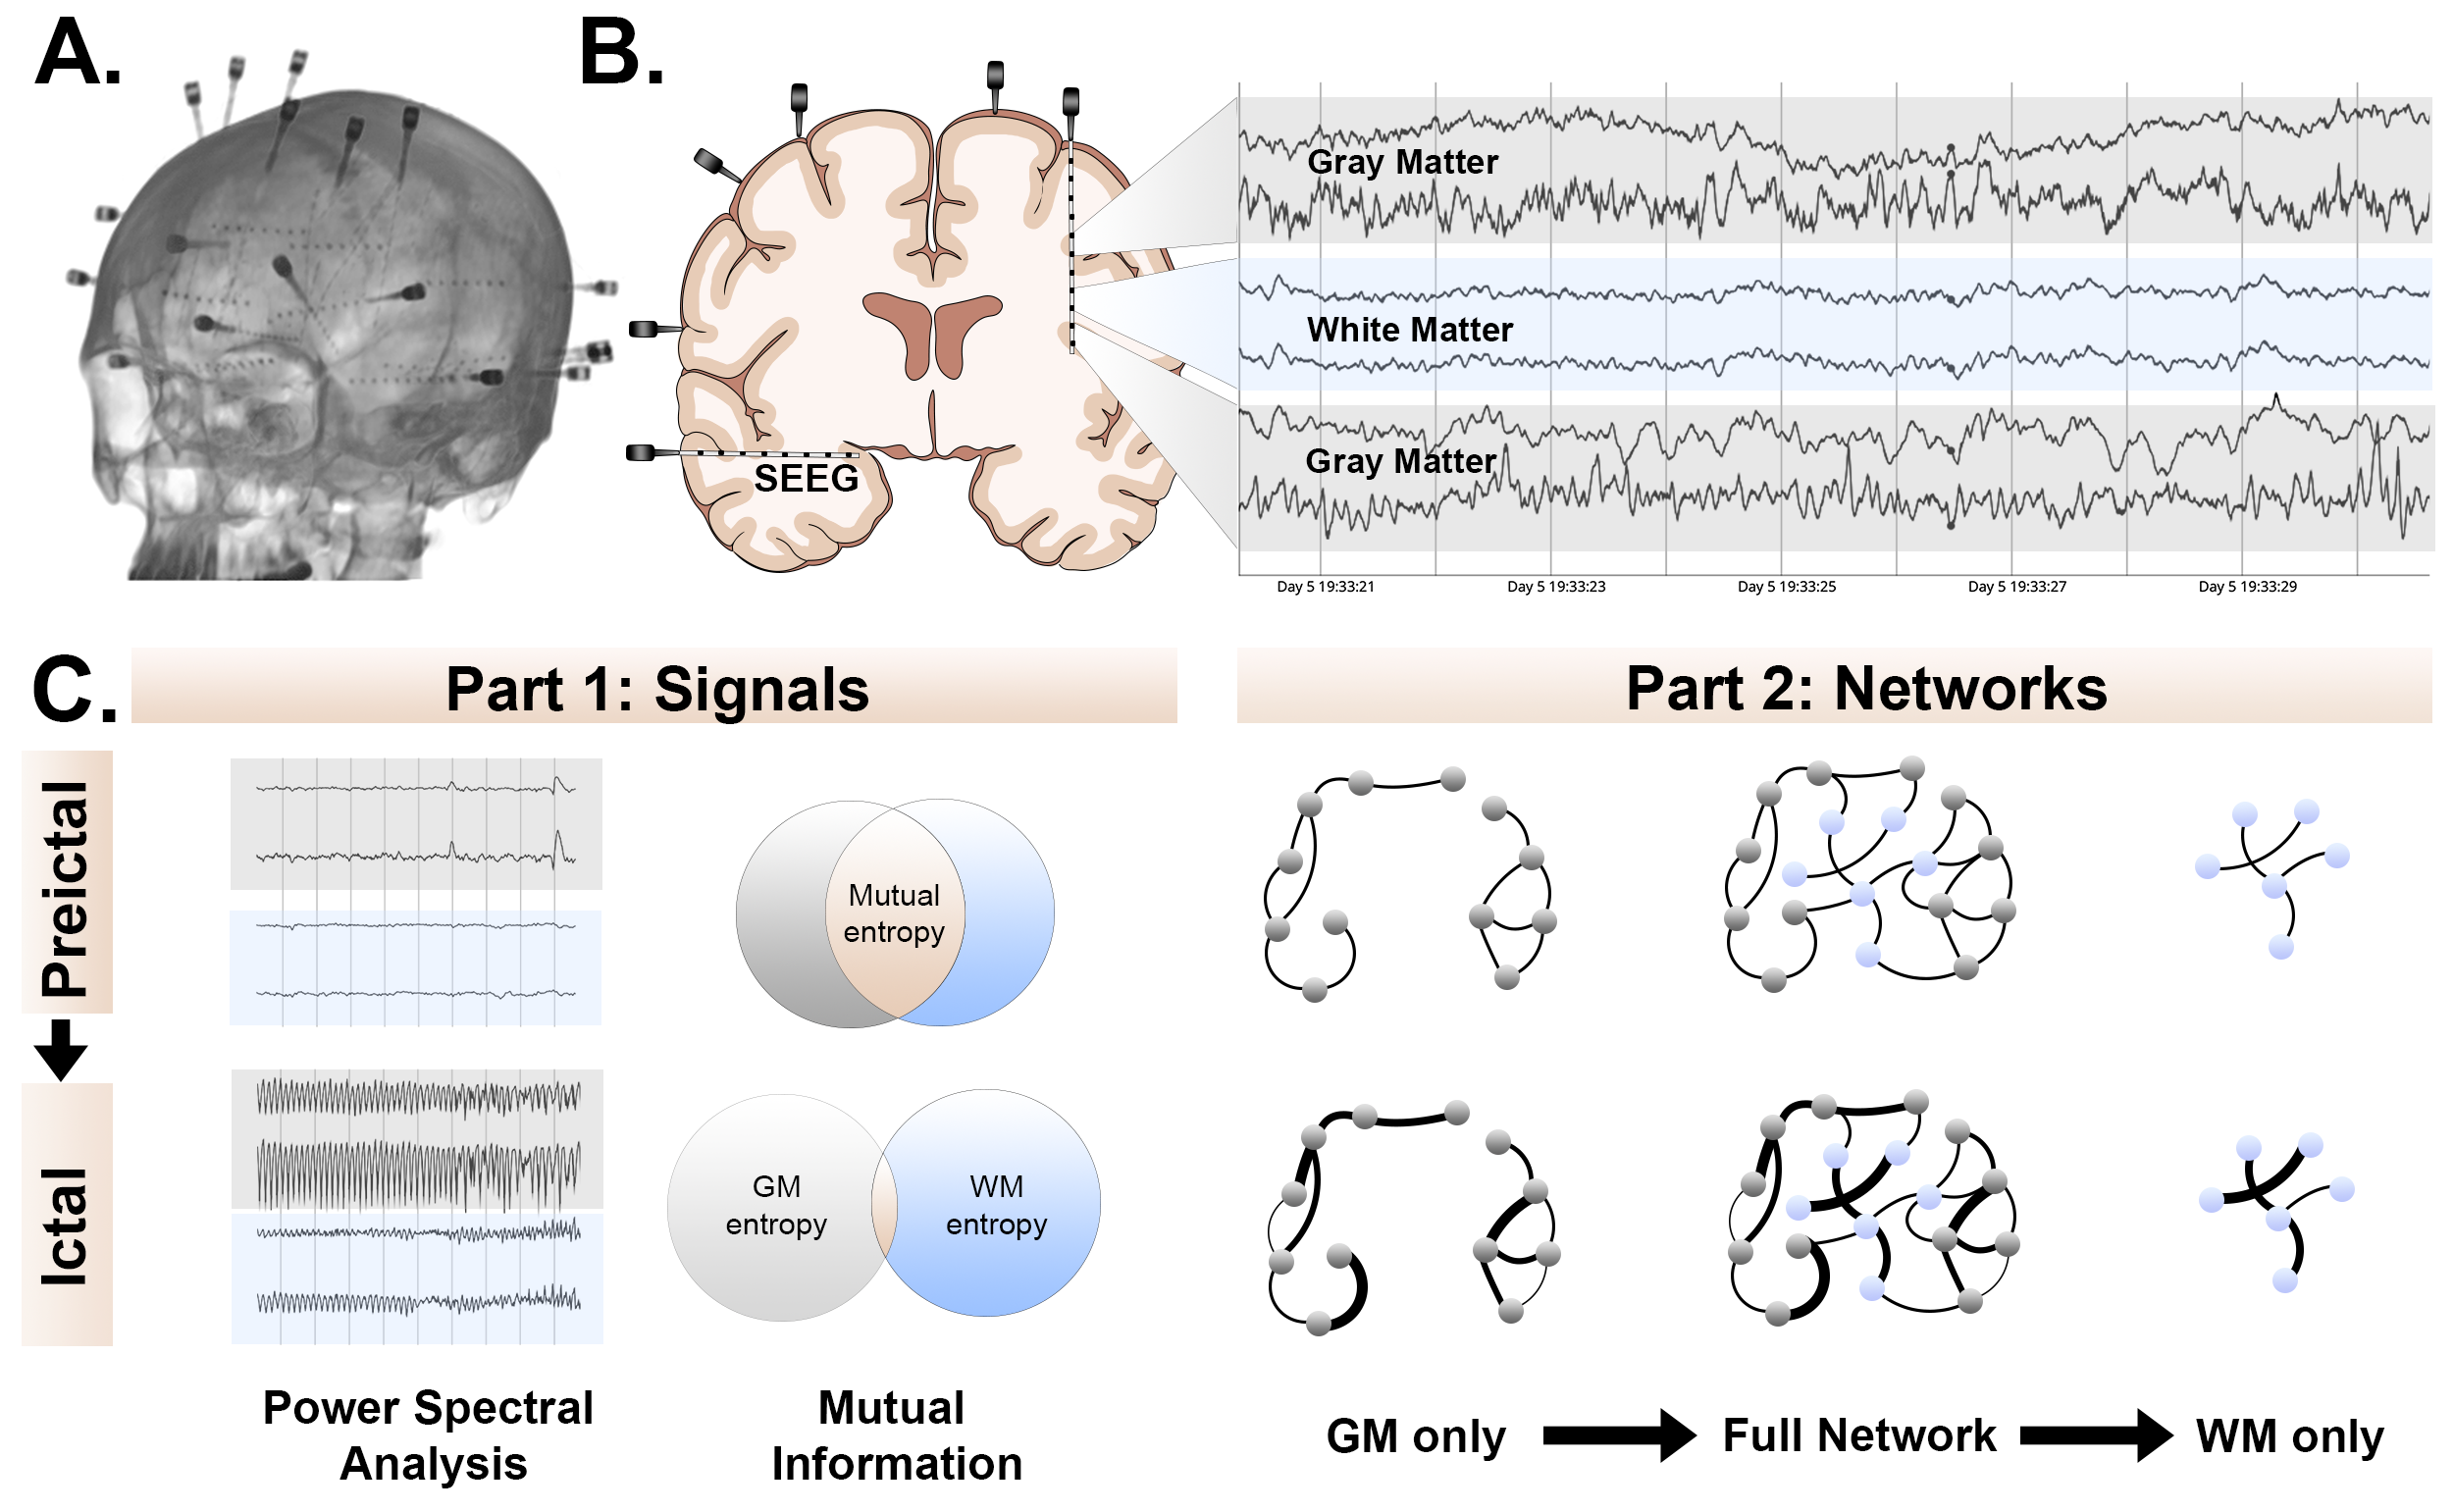 A.
B.
Gray Matter
White Matter
Gray Matter
SEEG
Day 5 19:33:21
Day 5 19:33:23
Day 5 19:33:25
Day 5 19:33:27
Day 5 19:33:29
C.
Part 1: Signals
Part 2: Networks
Preictal
Mutual
entropy
Ictal
GM
entropy
WM
entropy
Power Spectral
Analysis
Mutual
Information
GM only
Full Network
WM only